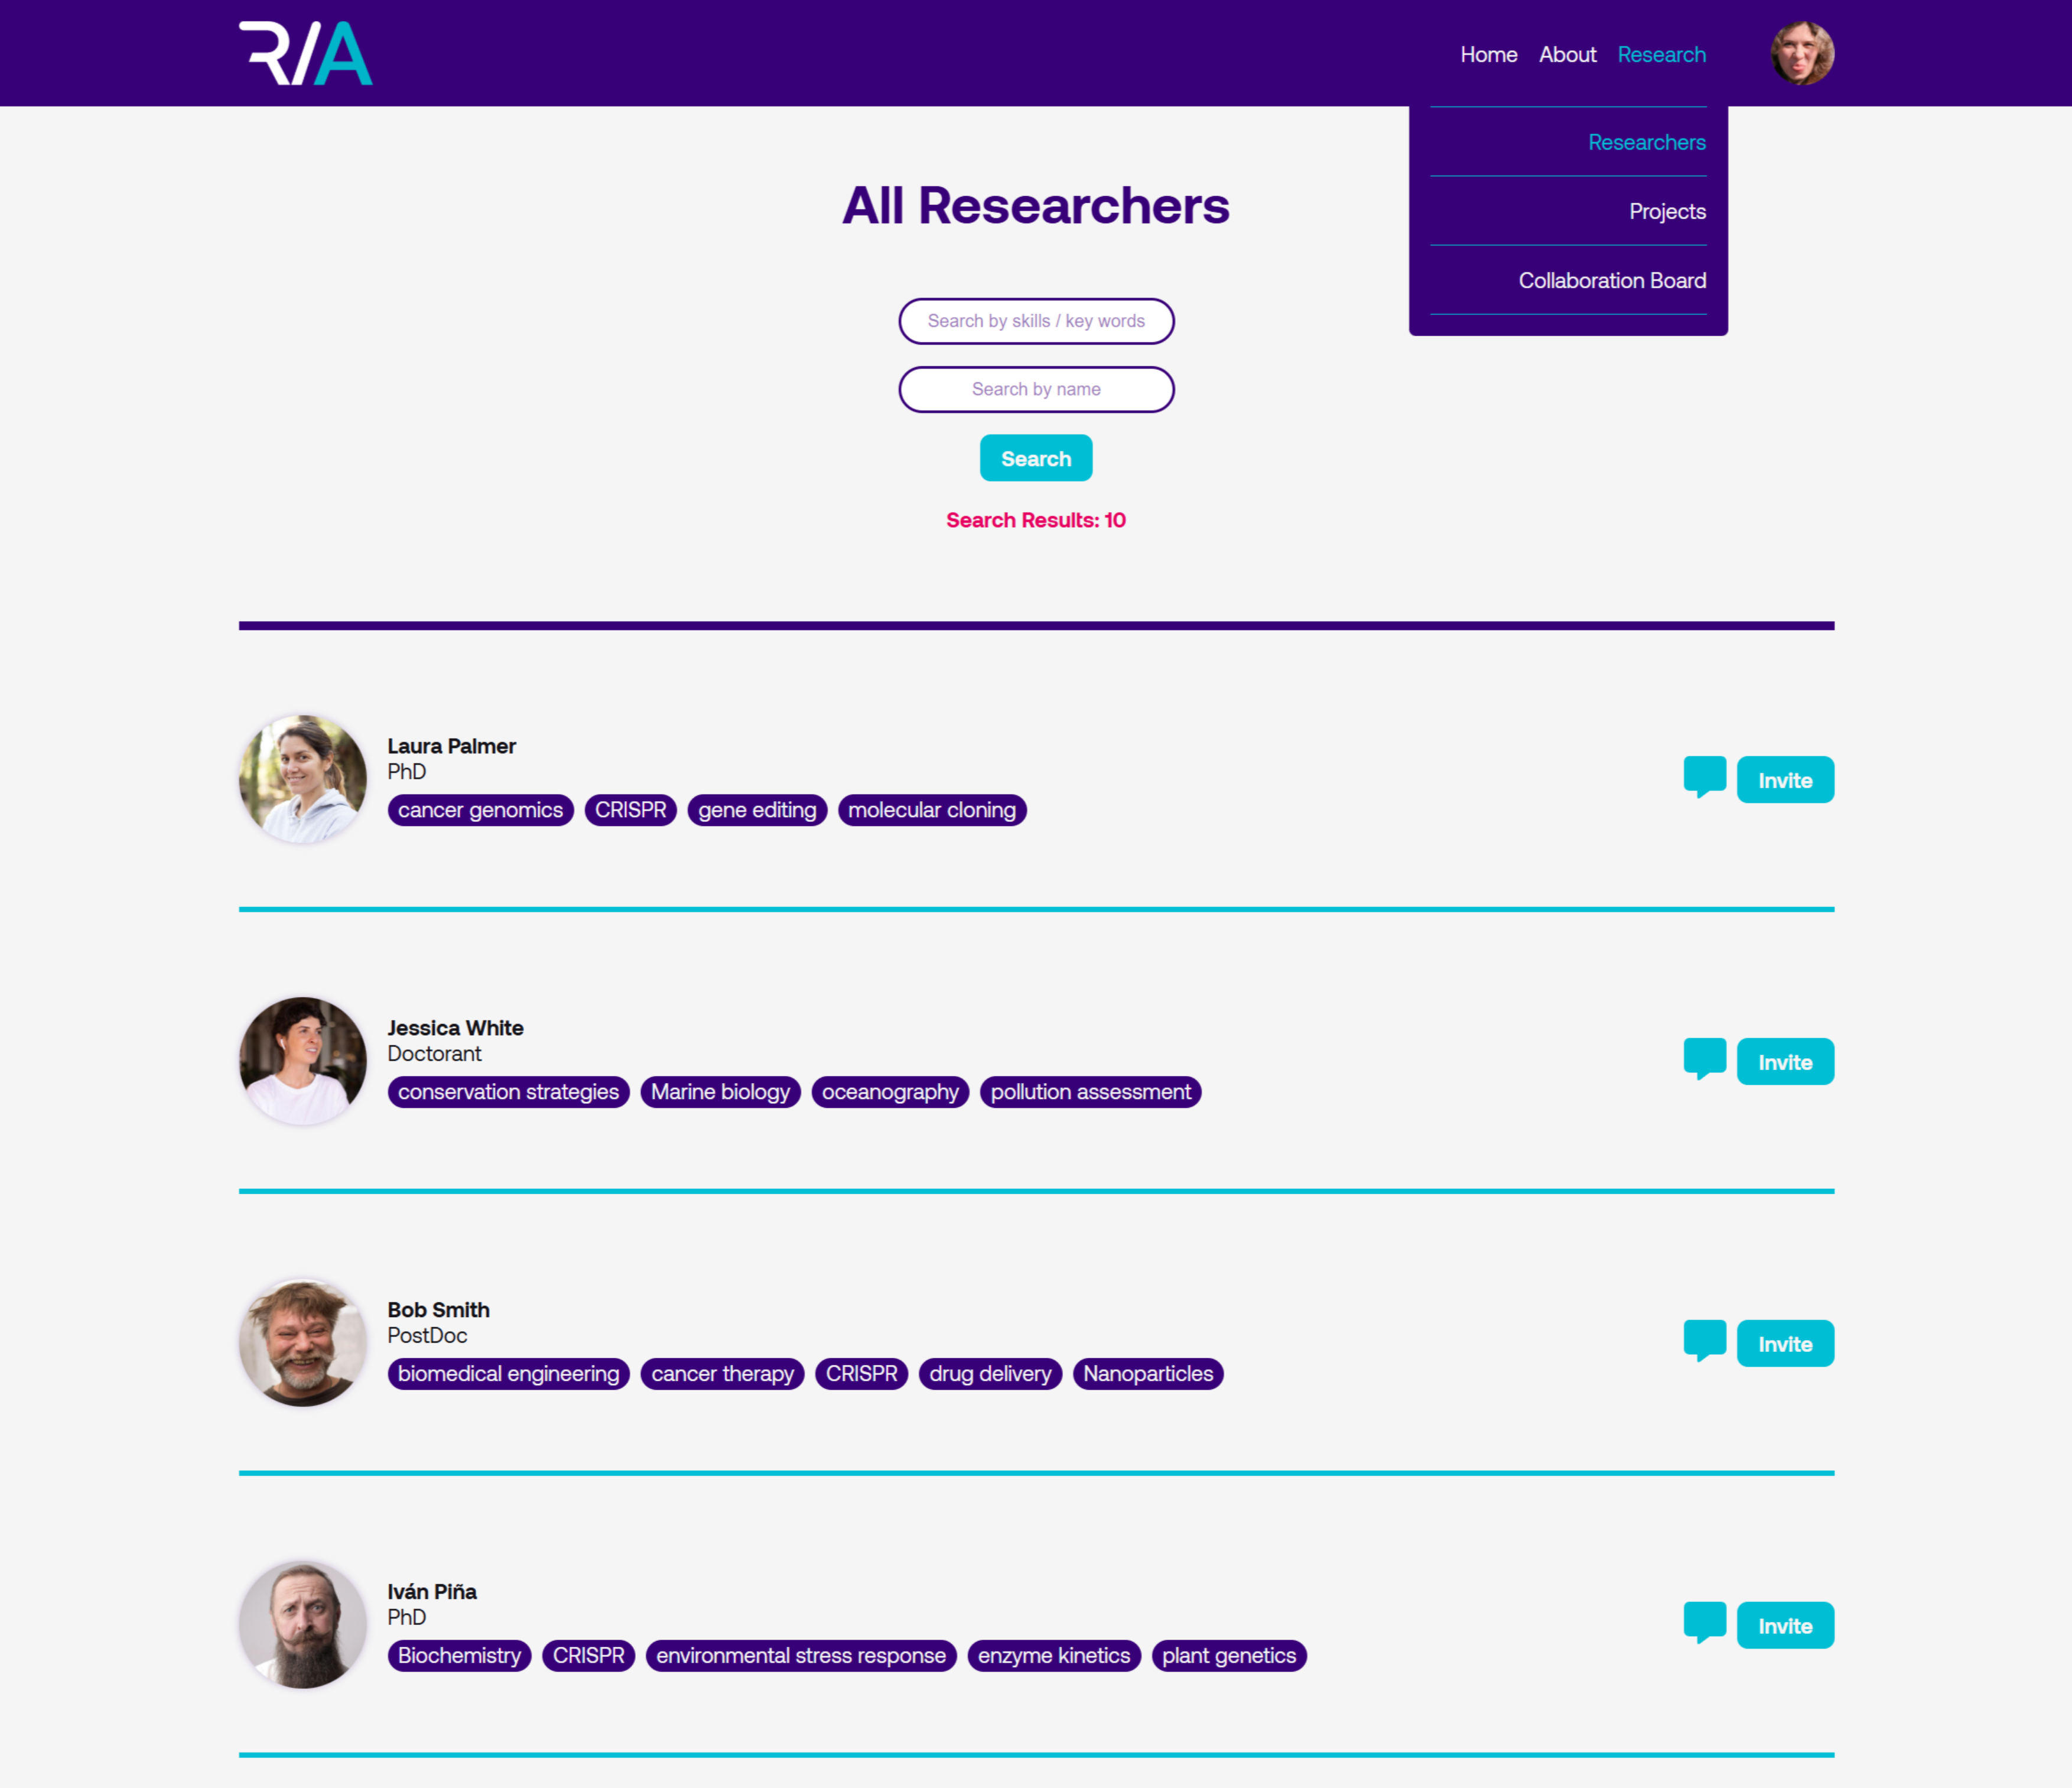 R/A
Home About Research
Researchers
Projects
Collaboration Board
All Researchers
Search by skills / key words
Search by name
Search
Search Results: 10
Laura Palmer
PhD
cancer genomics CRISPR gene editing molecular cloning
Invite
Jessica White
Doctorant
conservation strategies Marine biology oceanography pollution assessment
Invite
Bob Smith
PostDoc
biomedical engineering cancer therapy CRISPR drug delivery Nanoparticles
Invite
Iván Piña
PhD
Biochemistry CRISPR environmental stress response enzyme kinetics plant genetics
Invite